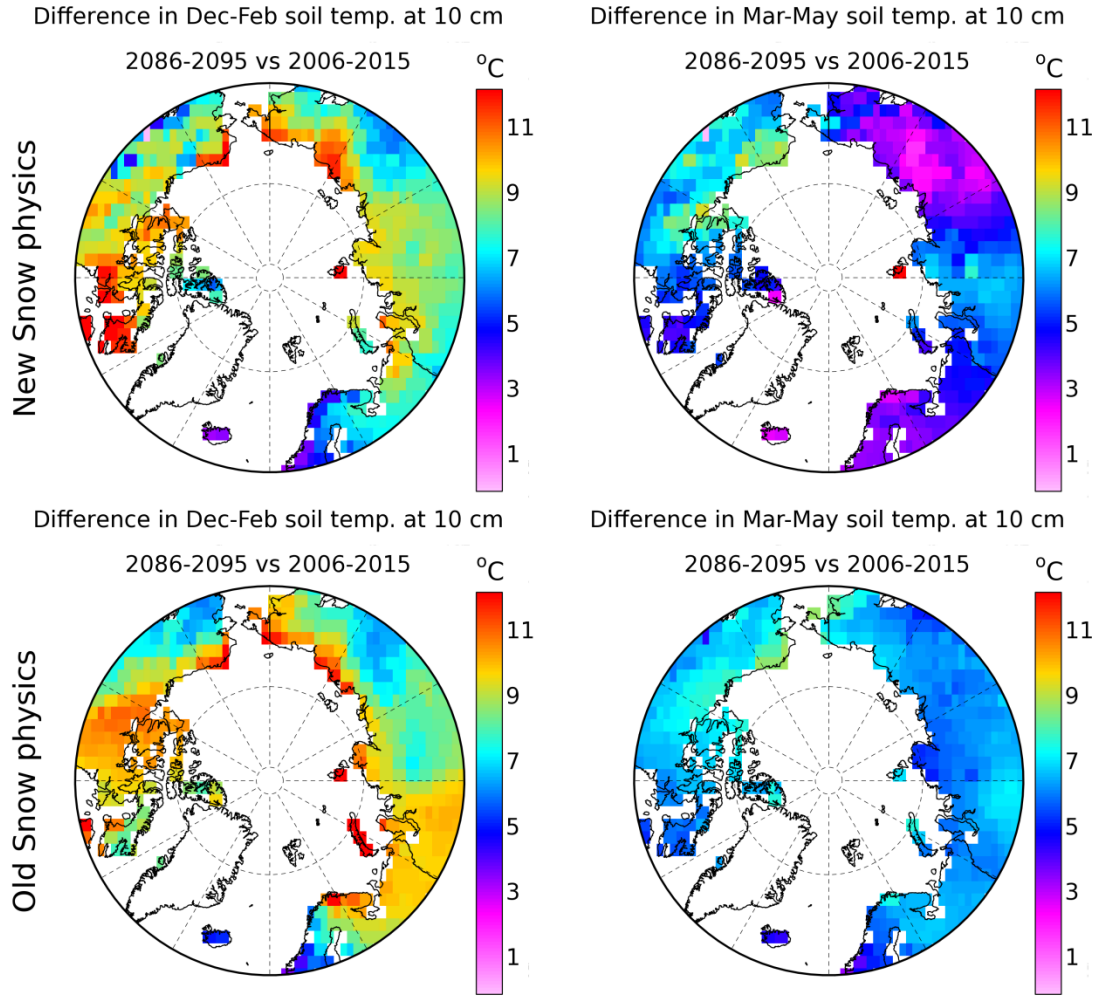 Difference in Dec-Feb soil temp. at 10 cm
2086-2095 vs 2006-2015
oC
11
9
7
5
3
1
New Snow physics
Difference in Mar-May soil temp. at 10 cm
2086-2095 vs 2006-2015
oC
11
9
7
5
3
1
Difference in Dec-Feb soil temp. at 10 cm
2086-2095 vs 2006-2015
oC
11
9
7
5
3
1
Old Snow physics
Difference in Mar-May soil temp. at 10 cm
2086-2095 vs 2006-2015
oC
11
9
7
5
3
1